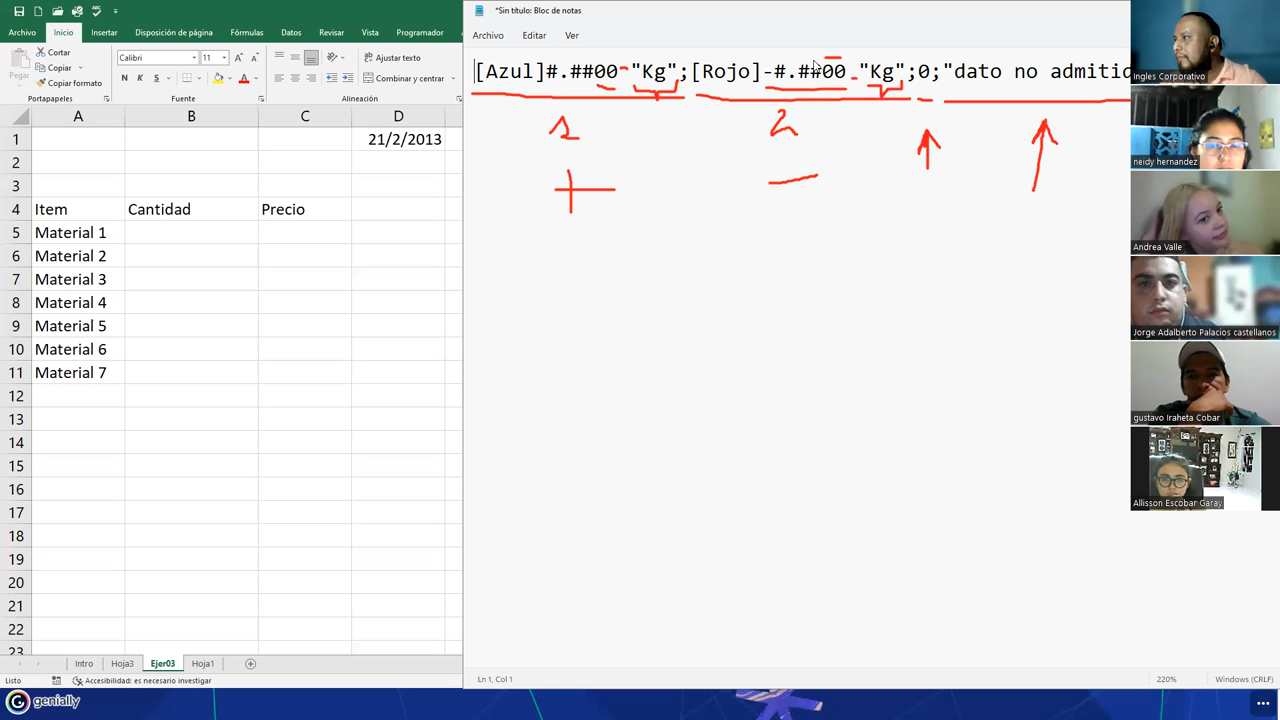 *Sin título: Bloc de notas
Archivo Inicio Insertar Disposición de página Fórmulas Datos Revisar Vista Programador
Archivo Editar Ver
Pegar
Cortar
Copiar
Copiar formato
Portapapeles
Calibri 11
N K S
Fuente
Alineación
[Azul]#.##00 "Kg";[Rojo]-#.##00 "Kg";0;"dato no admitid
1 2
+ -
A B C D
1 21/2/2013
2
3
4 Item Cantidad Precio
5 Material 1
6 Material 2
7 Material 3
8 Material 4
9 Material 5
10 Material 6
11 Material 7
12
13
14
15
16
17
18
19
20
21
22
23
Intro Hoja3 Ejer03 Hoja1
Accesibilidad: es necesario investigar
Ln 1, Col 1 220% Windows (CRLF)
genially
Ingles Corporativo
neidy hernandez
Andrea Valle
Jorge Adalberto Palacios castellanos
gustavo Iraheta Cobar
Allisson Escobar Garay